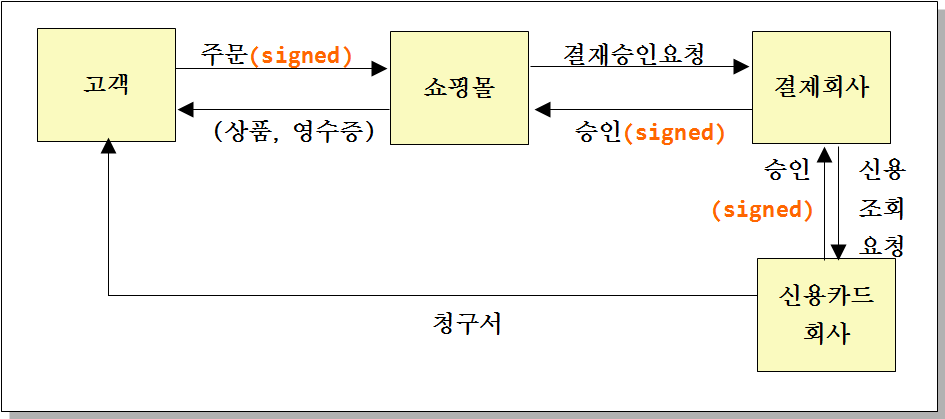 고객
주문(signed)
쇼핑몰
결재승인요청
결제회사
(상품, 영수증)
승인(signed)
승인
(signed)
신용
조회
요청
신용카드
회사
청구서